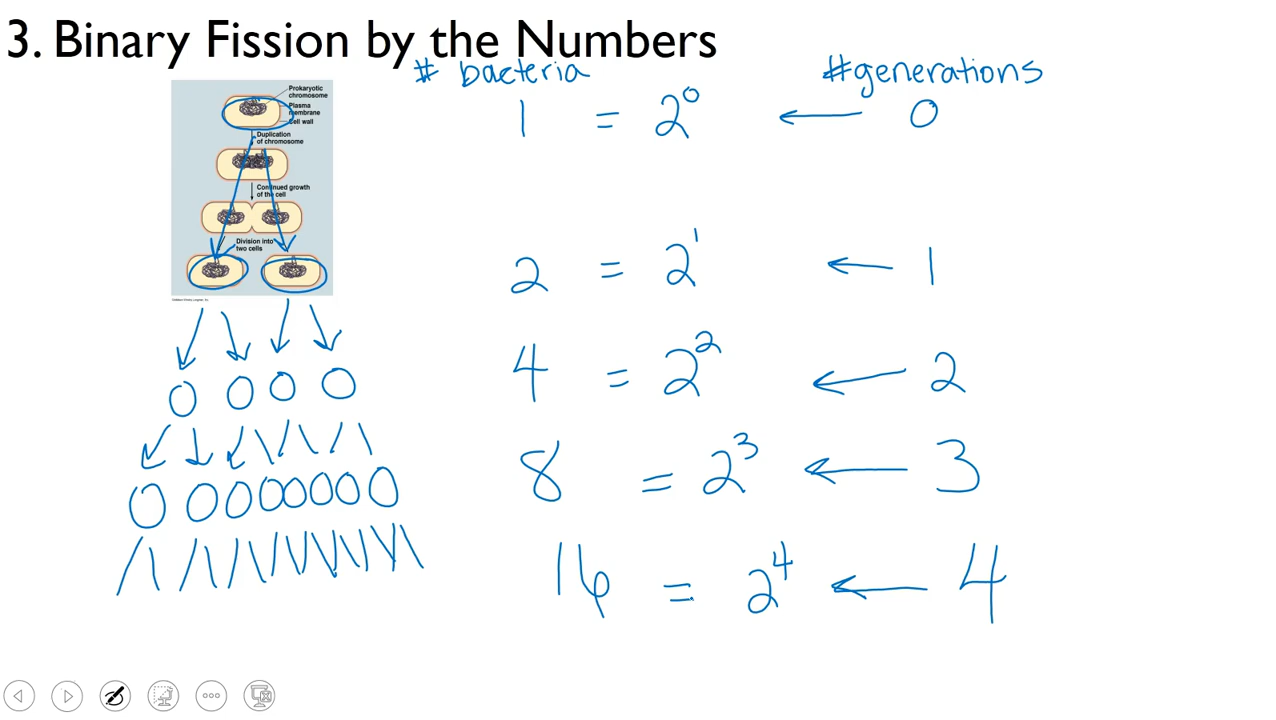 3. Binary Fission by the Numbers
# bacteria
#generations
Prokaryotic
chromosome
Plasma
membrane
Cell wall
Duplication
of chromosome
Continued growth
of the cell
Division into
two cells
1 = 2⁰ ← 0
2 = 2¹ ← 1
4 = 2² ← 2
8 = 2³ ← 3
16 = 2⁴ ← 4